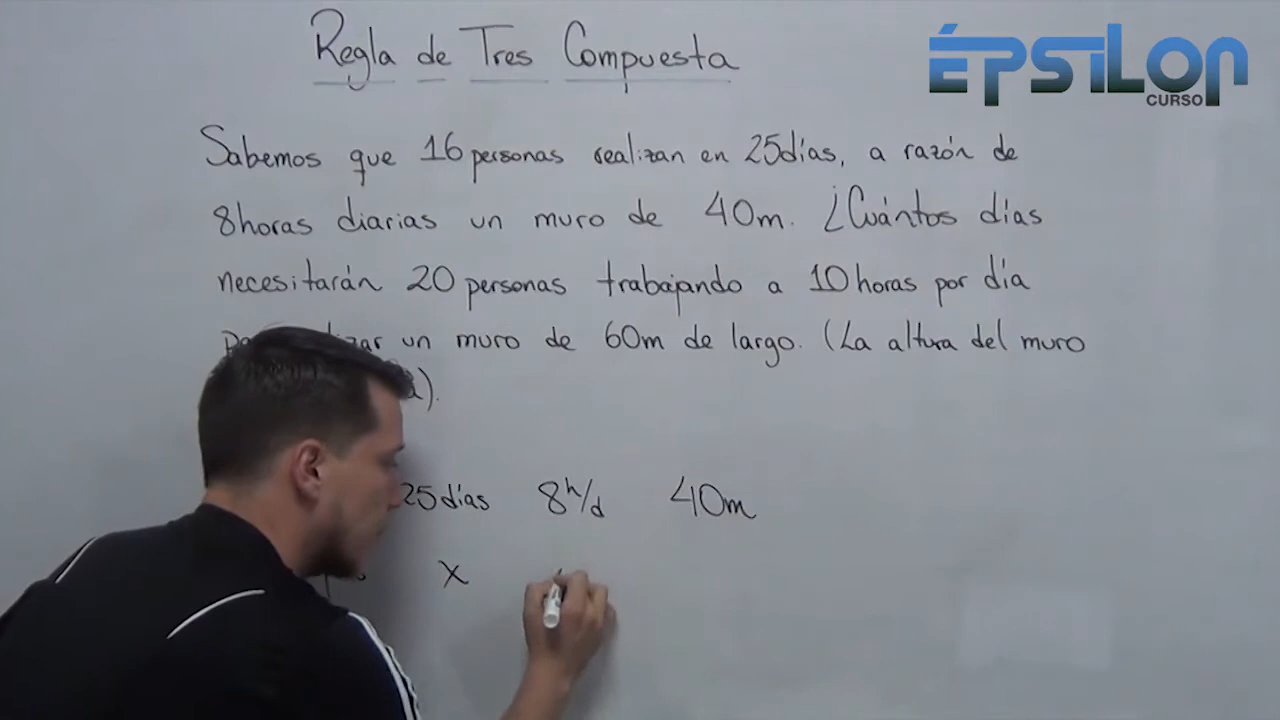 Regla de Tres Compuesta
ÉPSILON
CURSO
Sabemos que 16 personas realizan en 25 días, a razón de
8 horas diarias un muro de 40m. ¿Cuántos días
necesitarán 20 personas trabajando a 10 horas por día
un muro de 60m de largo. (La altura del muro
25 días 8 h/d 40m
x